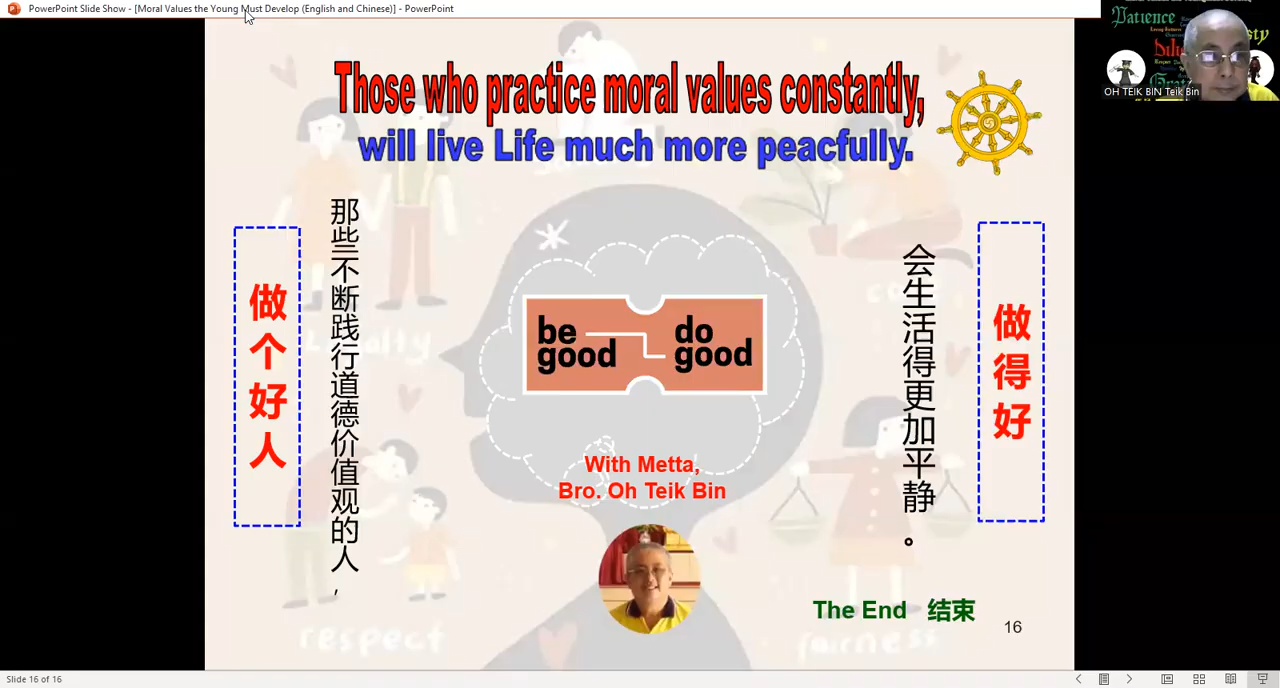 PowerPoint Slide Show - [Moral Values the Young Must Develop (English and Chinese)] - PowerPoint
Patience
OH TEIK BIN Teik Bin
Those who practice moral values constantly,
will live Life much more peacfully.
做个好人
那些不断践行道德价值观的人,
be good
do good
会生活得更加平静。
做得好
loyalty
With Metta,
Bro. Oh Teik Bin
The End 结束
respect
fairness
16
Slide 16 of 16